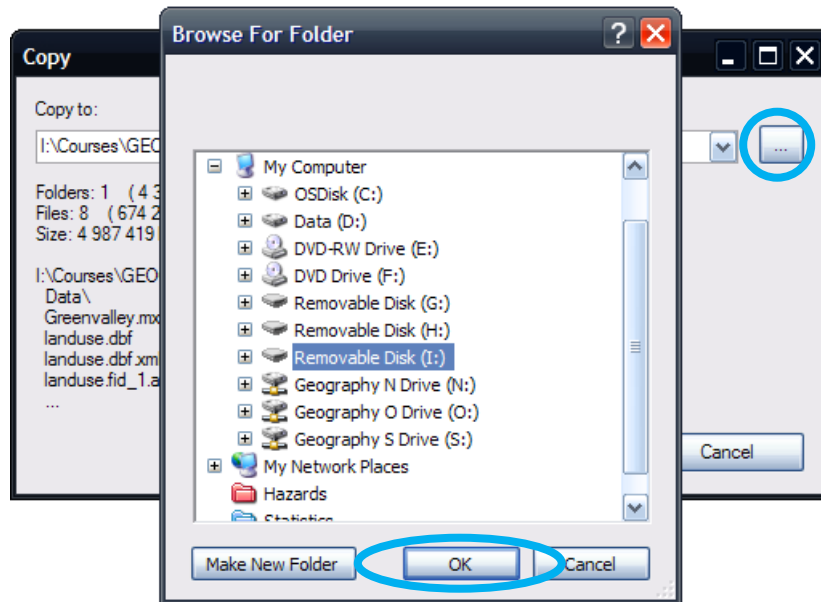 Browse For Folder
Copy
Copy to:
I:\Courses\GEO
...
Folders: 1 ( 4 3
Files: 8 ( 674 2
Size: 4 987 419
I:\Courses\GEO
Data\
Greenvalley.mx
landuse.dbf
landuse.dbf.xml
landuse.fid_1.a
...
My Computer
OSDisk (C:)
Data (D:)
DVD-RW Drive (E:)
DVD Drive (F:)
Removable Disk (G:)
Removable Disk (H:)
Removable Disk (I:)
Geography N Drive (N:)
Geography O Drive (O:)
Geography S Drive (S:)
My Network Places
Hazards
Statistics
Cancel
Make New Folder
OK
Cancel